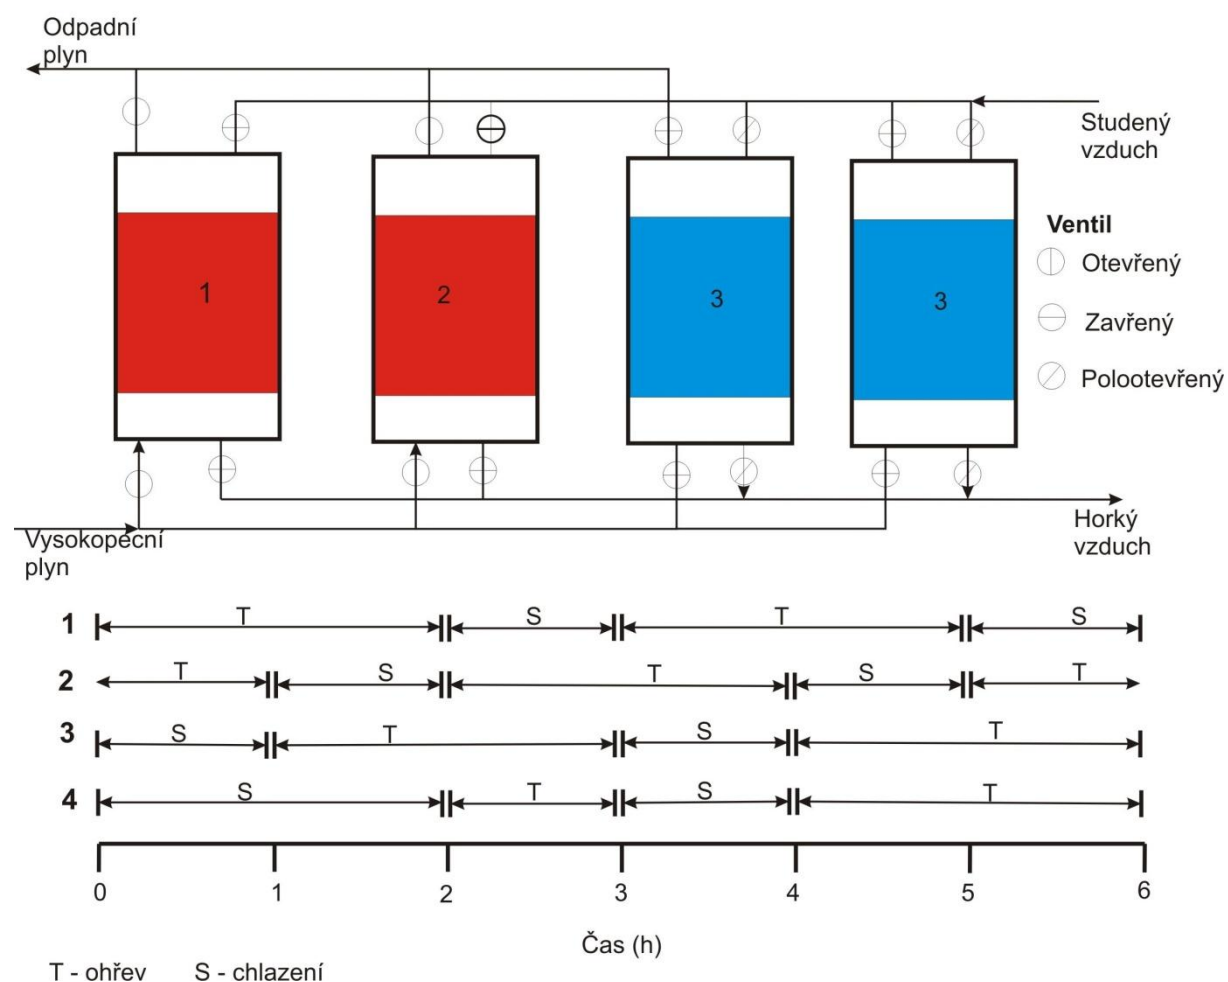 Odpadní
plyn
Studený
vzduch
Ventil
Otevřený
Zavřený
Polootevřený
1
2
3
3
Vysokopecní
plyn
Horký
vzduch
1 T S T S
2 T S T S T
3 S T S T
4 S T S T
0 1 2 3 4 5 6
Čas (h)
T - ohřev S - chlazení